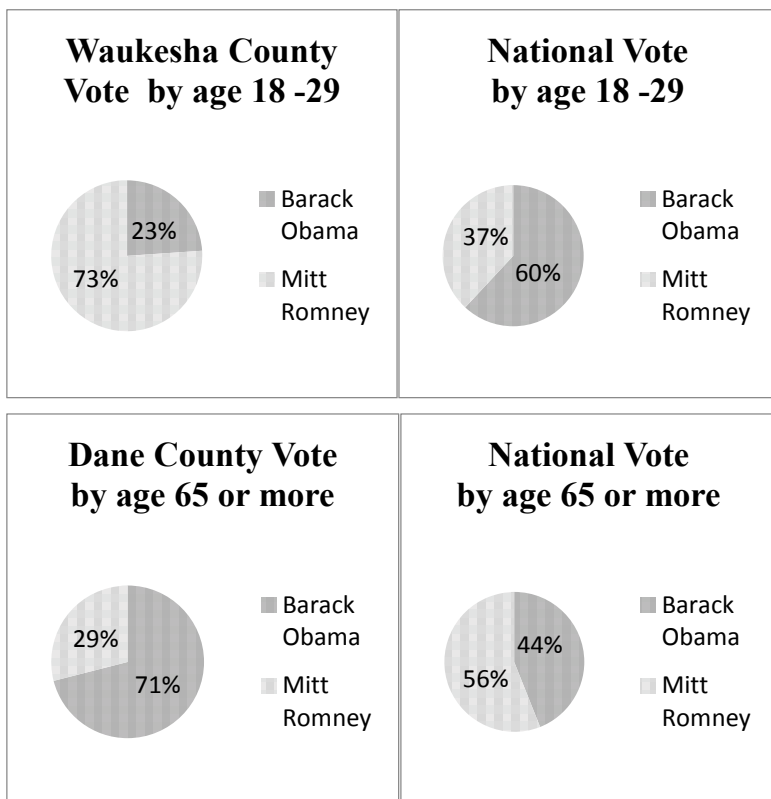 Waukesha County
Vote by age 18 -29
23%
73%
Barack
Obama
Mitt
Romney
National Vote
by age 18 -29
37%
60%
Barack
Obama
Mitt
Romney
Dane County Vote
by age 65 or more
29%
71%
Barack
Obama
Mitt
Romney
National Vote
by age 65 or more
44%
56%
Barack
Obama
Mitt
Romney